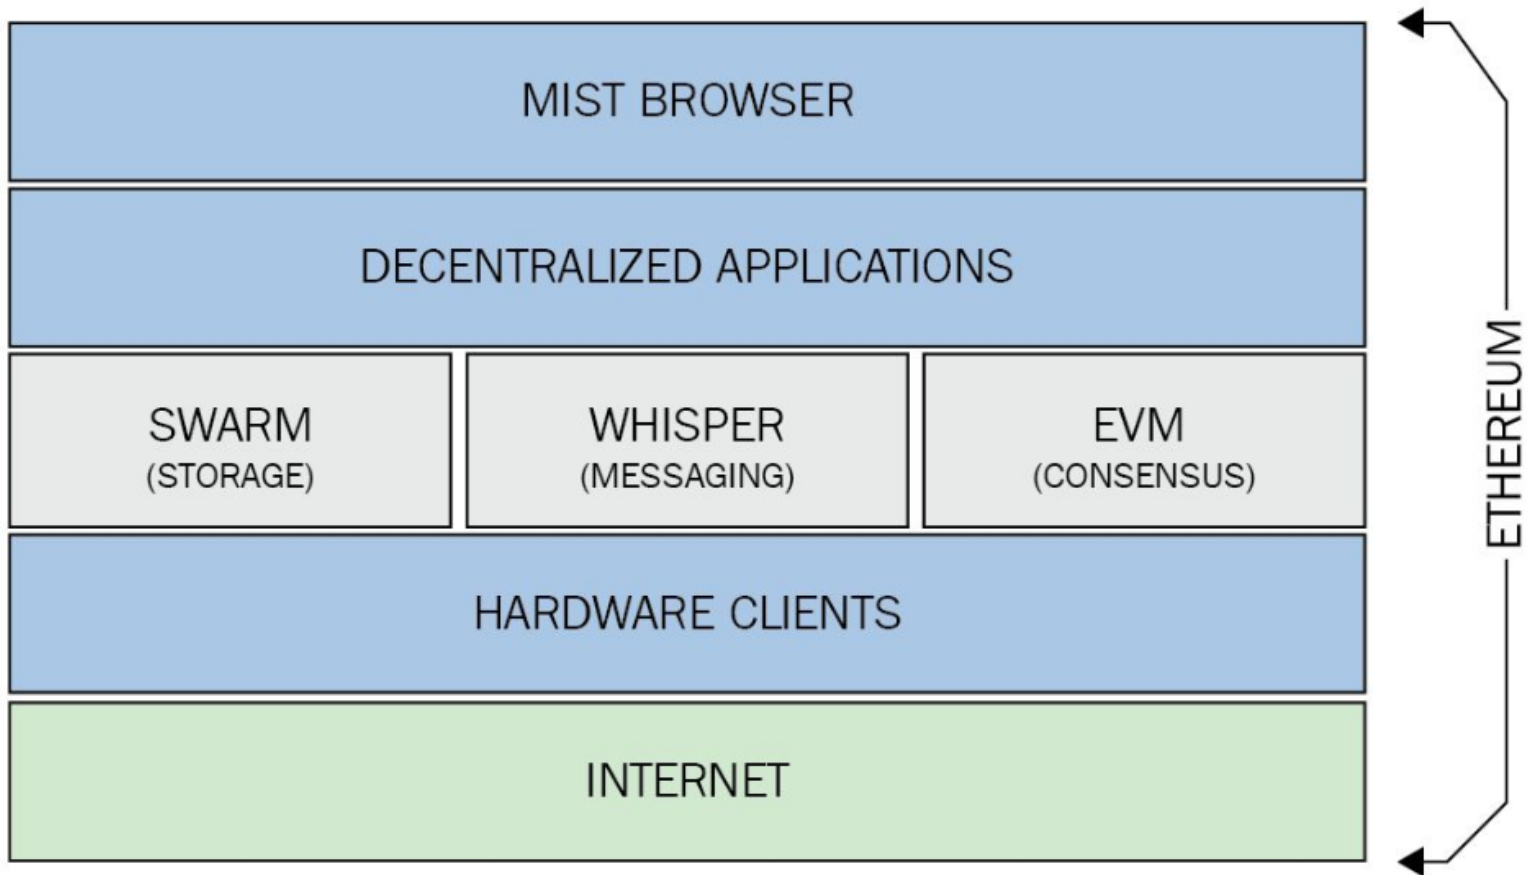 MIST BROWSER
DECENTRALIZED APPLICATIONS
SWARM
(STORAGE)
WHISPER
(MESSAGING)
EVM
(CONSENSUS)
HARDWARE CLIENTS
INTERNET
ETHEREUM